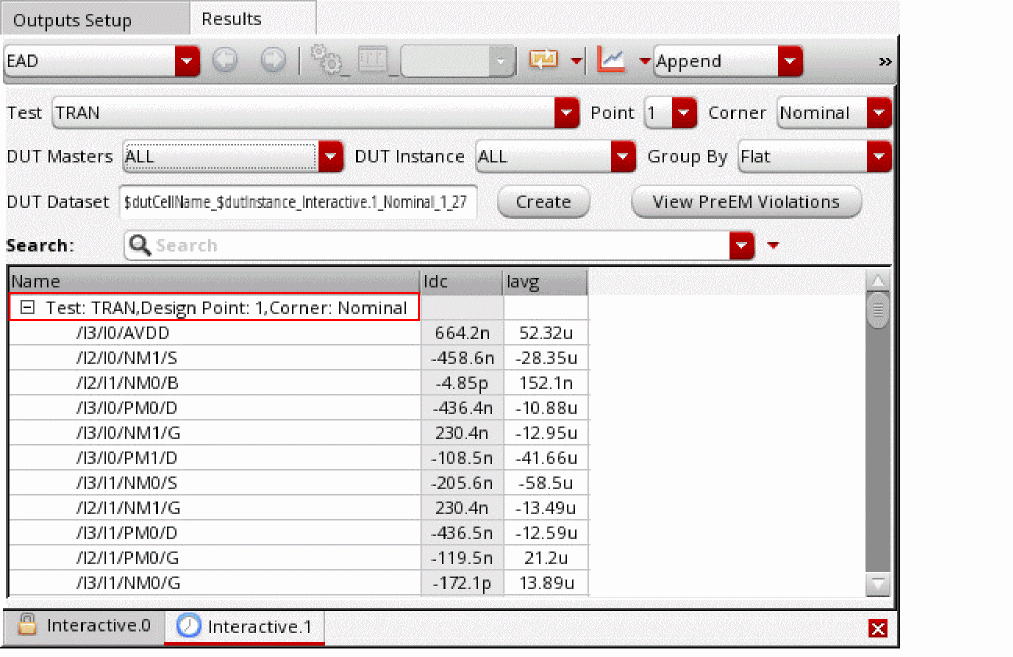 Outputs Setup Results
EAD Append »
Test TRAN Point 1 Corner Nominal
DUT Masters ALL DUT Instance ALL Group By Flat
DUT Dataset $dutCellName_$dutInstance_Interactive.1_Nominal_1_27 Create View PreEM Violations
Search: Search
Name Idc Iavg
Test: TRAN,Design Point: 1,Corner: Nominal
/I3/I0/AVDD 664.2n 52.32u
/I2/I0/NM1/S -458.6n -28.35u
/I2/I1/NM0/B -4.85p 152.1n
/I3/I0/PM0/D -436.4n -10.88u
/I3/I0/NM1/G 230.4n -12.95u
/I3/I0/PM1/D -108.5n -41.66u
/I3/I1/NM0/S -205.6n -58.5u
/I2/I1/NM1/G 230.4n -13.49u
/I3/I1/PM0/D -436.5n -12.59u
/I2/I1/PM0/G -119.5n 21.2u
/I3/I1/NM0/G -172.1p 13.89u
Interactive.0 Interactive.1